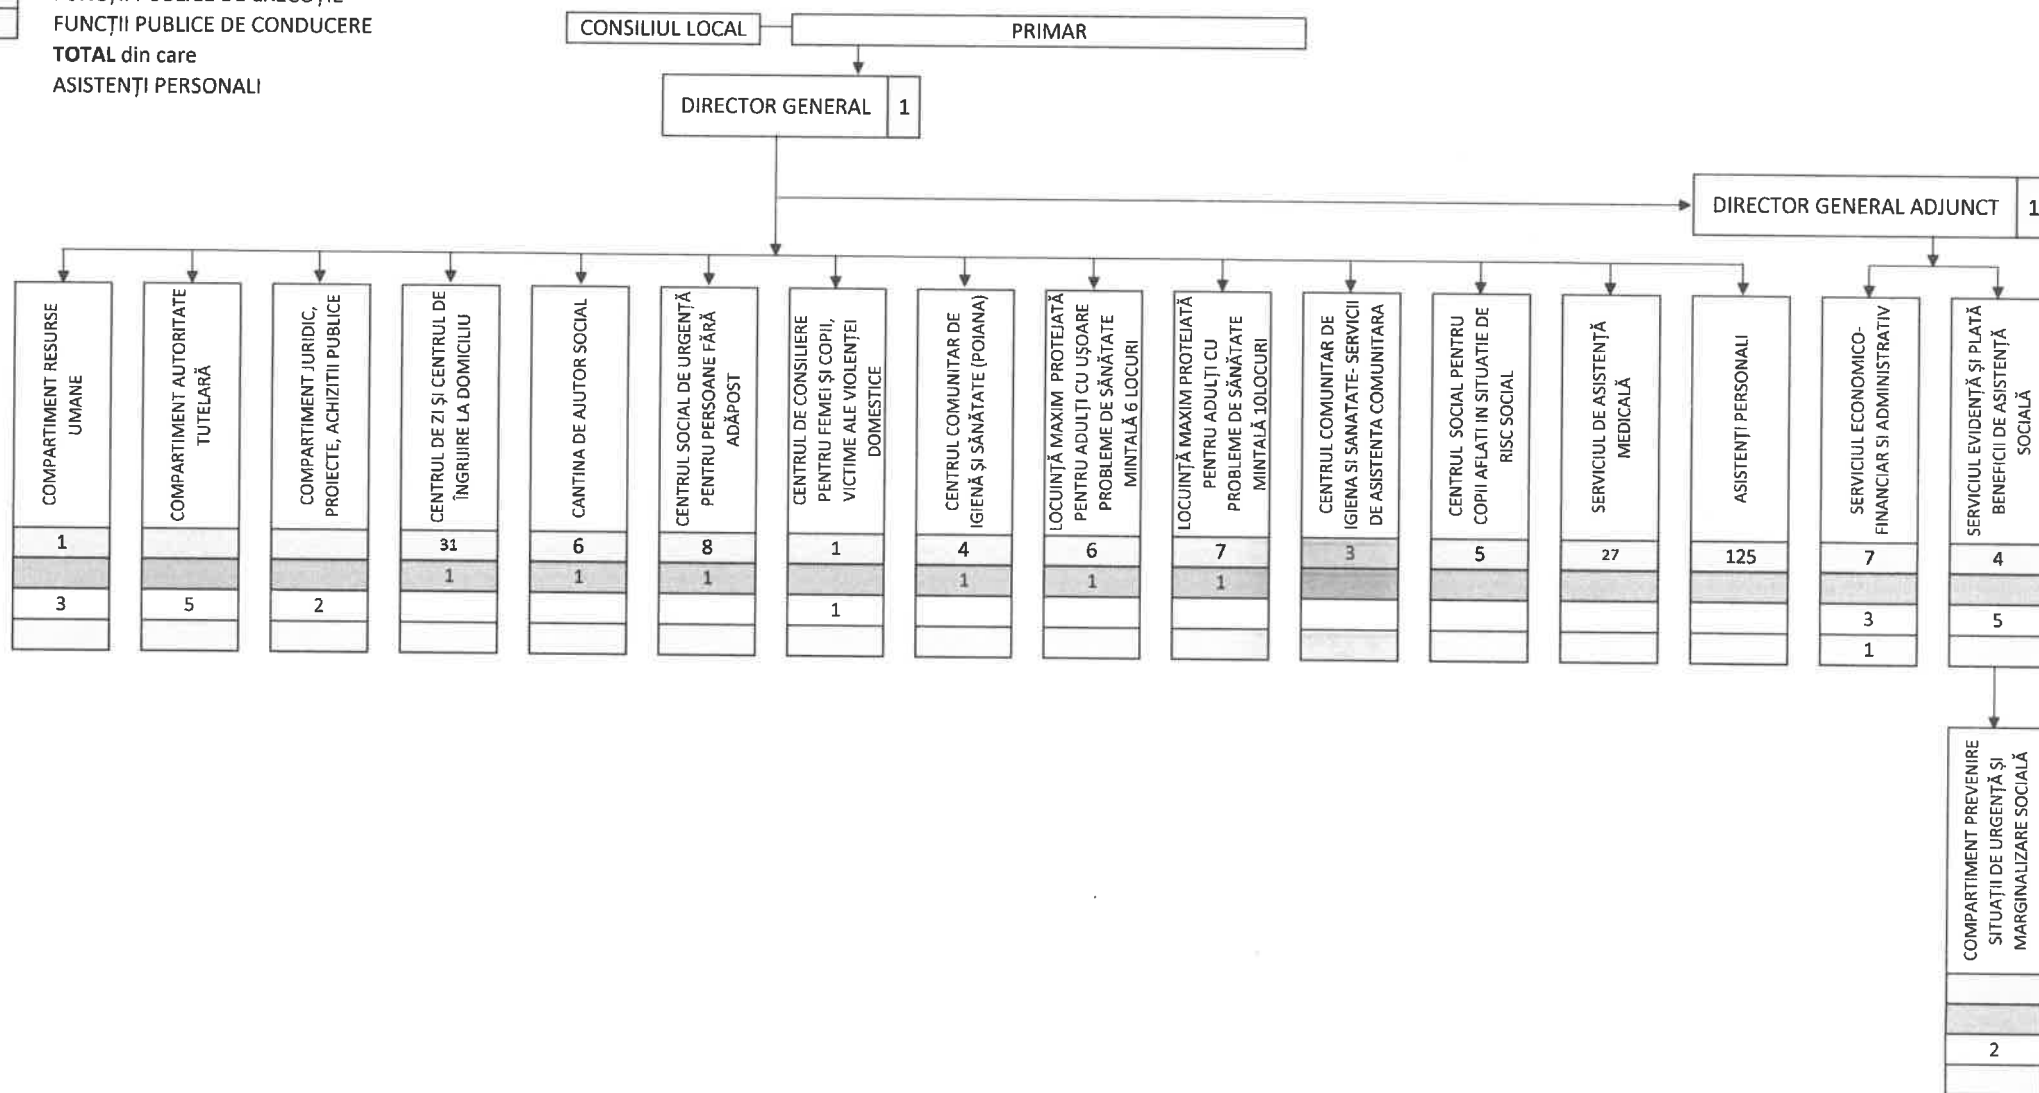 FUNCȚII PUBLICE DE CONDUCERE
TOTAL din care
ASISTENȚI PERSONALI
CONSILIUL LOCAL
PRIMAR
DIRECTOR GENERAL
1
DIRECTOR GENERAL ADJUNCT
1
COMPARTIMENT RESURSE
UMANE
1
3
COMPARTIMENT AUTORITATE
TUTELARĂ
5
COMPARTIMENT JURIDIC,
PROIECTE, ACHIZITII PUBLICE
2
CENTRUL DE ZI ȘI CENTRUL DE
ÎNGRIJIRE LA DOMICILIU
31
1
CANTINA DE AJUTOR SOCIAL
6
1
CENTRUL SOCIAL DE URGENȚĂ
PENTRU PERSOANE FĂRĂ
ADĂPOST
8
1
CENTRUL DE CONSILIERE
PENTRU FEMEI ȘI COPII,
VICTIME ALE VIOLENȚEI
DOMESTICE
1
1
CENTRUL COMUNITAR DE
IGIENĂ ȘI SĂNĂTATE (POIANA)
4
1
LOCUINȚĂ MAXIM PROTEJATĂ
PENTRU ADULȚI CU UȘOARE
PROBLEME DE SĂNĂTATE
MINTALĂ 6 LOCURI
6
1
LOCUINȚĂ MAXIM PROTEJATĂ
PENTRU ADULȚI CU
PROBLEME DE SĂNĂTATE
MINTALĂ 10LOCURI
7
1
CENTRUL COMUNITAR DE
IGIENA SI SANATATE- SERVICII
DE ASISTENTA COMUNITARA
3
CENTRUL SOCIAL PENTRU
COPII AFLATI IN SITUATIE DE
RISC SOCIAL
5
SERVICIUL DE ASISTENȚĂ
MEDICALĂ
27
ASISTENȚI PERSONALI
125
SERVICIUL ECONOMICO-
FINANCIAR SI ADMINISTRATIV
7
3
1
SERVICIUL EVIDENȚĂ ȘI PLATĂ
BENEFICII DE ASISTENȚĂ
SOCIALĂ
4
5
COMPARTIMENT PREVENIRE
SITUAȚII DE URGENȚĂ ȘI
MARGINALIZARE SOCIALĂ
2